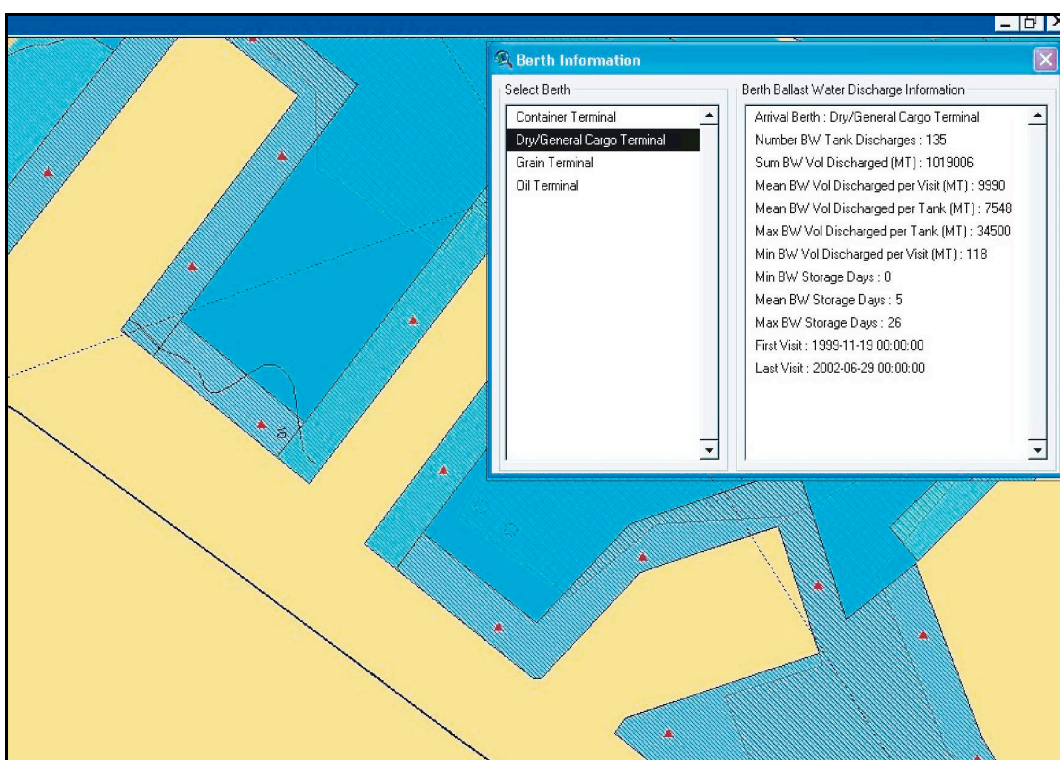 Berth Information
Select Berth
Container Terminal
Dry/General Cargo Terminal
Grain Terminal
Oil Terminal
Berth Ballast Water Discharge Information
Arrival Berth : Dry/General Cargo Terminal
Number BW Tank Discharges : 135
Sum BW Vol Discharged (MT) : 1019006
Mean BW Vol Discharged per Visit (MT) : 9990
Mean BW Vol Discharged per Tank (MT) : 7548
Max BW Vol Discharged per Tank (MT) : 34500
Min BW Vol Discharged per Visit (MT) : 118
Min BW Storage Days : 0
Mean BW Storage Days : 5
Max BW Storage Days : 26
First Visit : 1999-11-19 00:00:00
Last Visit : 2002-06-29 00:00:00